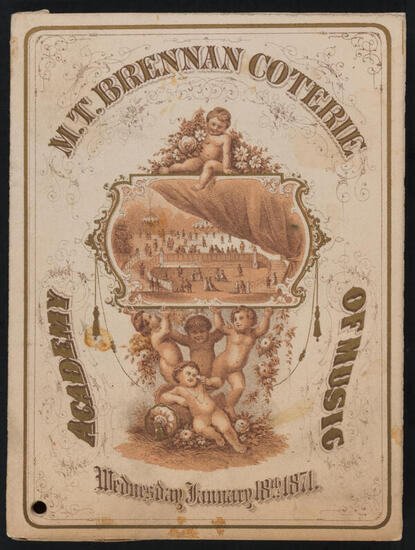 M.T. BRENNAN COTERIE
ACADEMY
OF MUSIC
Wednesday January 18th 1871.